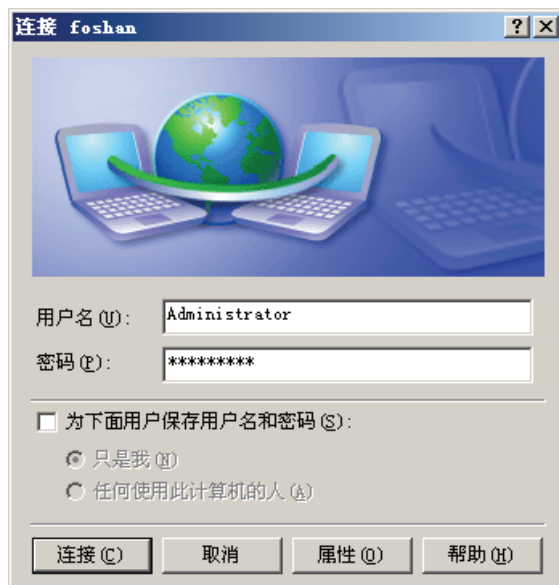 连接 foshan
用户名(U): Administrator
密码(P): *********
为下面用户保存用户名和密码(S):
只是我(N)
任何使用此计算机的人(A)
连接(C) 取消 属性(O) 帮助(H)